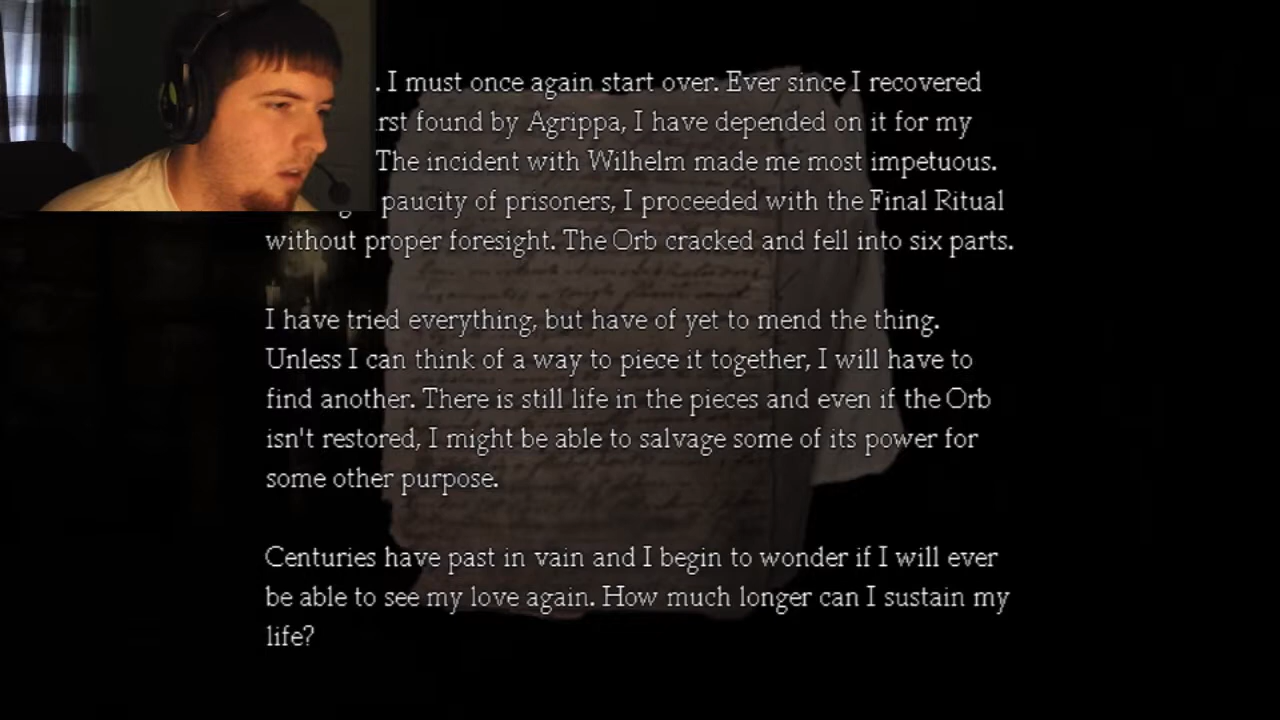 . I must once again start over. Ever since I recovered
rst found by Agrippa, I have depended on it for my
The incident with Wilhelm made me most impetuous.
paucity of prisoners, I proceeded with the Final Ritual
without proper foresight. The Orb cracked and fell into six parts.
I have tried everything, but have of yet to mend the thing.
Unless I can think of a way to piece it together, I will have to
find another. There is still life in the pieces and even if the Orb
isn't restored, I might be able to salvage some of its power for
some other purpose.
Centuries have past in vain and I begin to wonder if I will ever
be able to see my love again. How much longer can I sustain my
life?